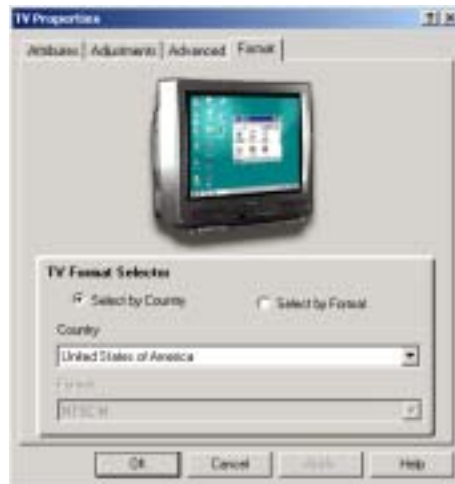 TV Properties
Attributes Adjustments Advanced Format
TV Format Selector
Select by Country Select by Format
Country
United States of America
Format
NTSC M
OK Cancel Apply Help